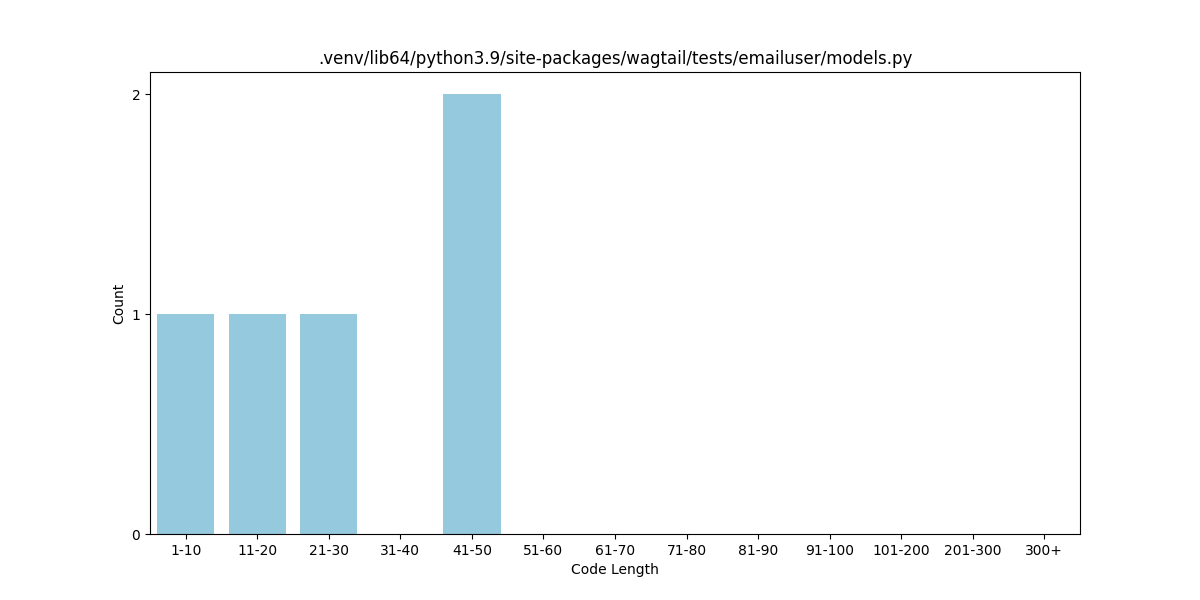 .venv/lib64/python3.9/site-packages/wagtail/tests/emailuser/models.py
Count
2
1
0
1-10 11-20 21-30 31-40 41-50 51-60 61-70 71-80 81-90 91-100 101-200 201-300 300+
Code Length